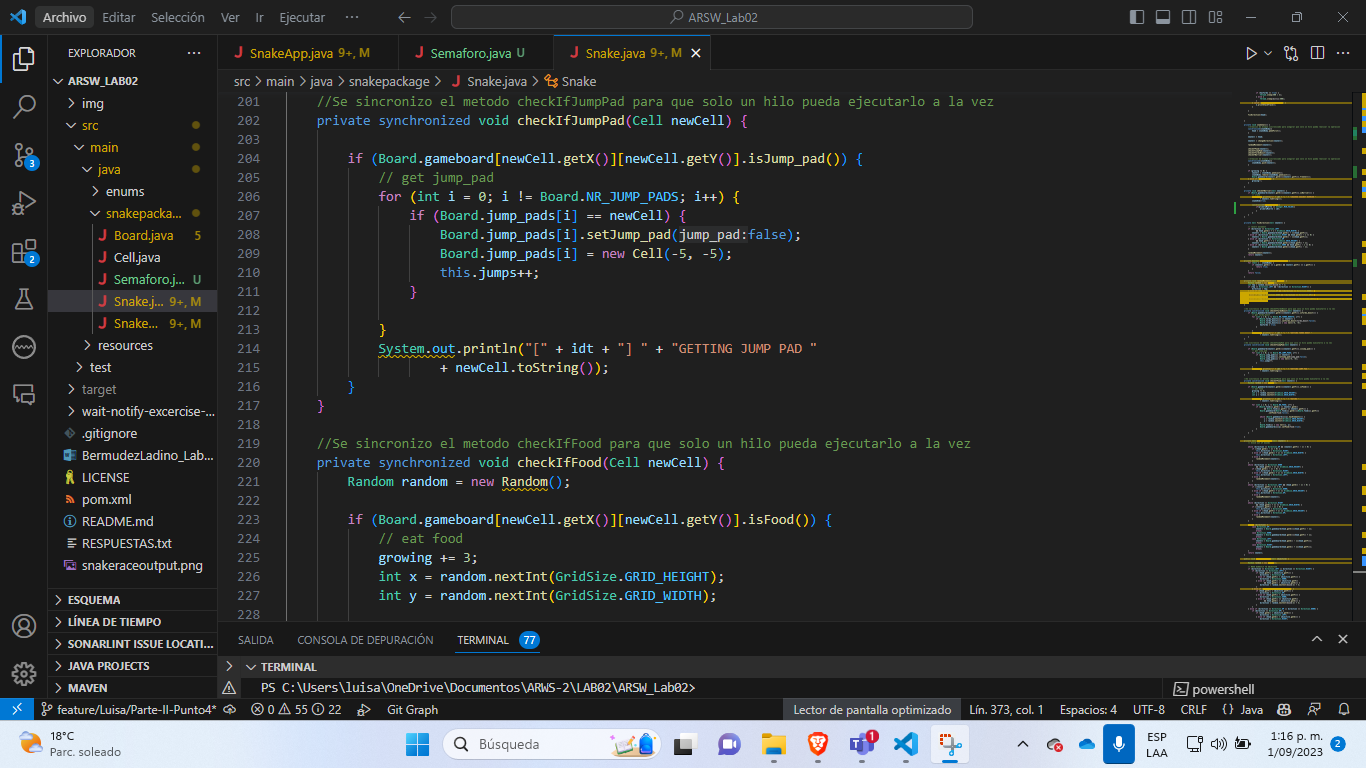 Archivo Editar Selección Ver Ir Ejecutar ··· ARSW_Lab02
EXPLORADOR ···
ARSW_LAB02
img
src
main
java
enums
snakepacka...
Board.java 5
Cell.java
Semaforo.j... U
Snake.j... 9+, M
Snake... 9+, M
resources
test
target
wait-notify-excercise-...
.gitignore
BermudezLadino_Lab...
LICENSE
pom.xml
README.md
RESPUESTAS.txt
snakeraceoutput.png
ESQUEMA
LÍNEA DE TIEMPO
SONARLINT ISSUE LOCATI...
JAVA PROJECTS
MAVEN
3
2
SnakeApp.java 9+, M Semaforo.java U Snake.java 9+, M
src > main > java > snakepackage > Snake.java > Snake
201 //Se sincronizo el metodo checkIfJumpPad para que solo un hilo pueda ejecutarlo a la vez
202 private synchronized void checkIfJumpPad(Cell newCell) {
203
204 if (Board.gameboard[newCell.getX()][newCell.getY()].isJump_pad()) {
205 // get jump_pad
206 for (int i = 0; i != Board.NR_JUMP_PADS; i++) {
207 if (Board.jump_pads[i] == newCell) {
208 Board.jump_pads[i].setJump_pad(jump_pad:false);
209 Board.jump_pads[i] = new Cell(-5, -5);
210 this.jumps++;
211 }
212
213 }
214 System.out.println("[" + idt + "] " + "GETTING JUMP PAD "
215 + newCell.toString());
216 }
217 }
218
219 //Se sincronizo el metodo checkIfFood para que solo un hilo pueda ejecutarlo a la vez
220 private synchronized void checkIfFood(Cell newCell) {
221 Random random = new Random();
222
223 if (Board.gameboard[newCell.getX()][newCell.getY()].isFood()) {
224 // eat food
225 growing += 3;
226 int x = random.nextInt(GridSize.GRID_HEIGHT);
227 int y = random.nextInt(GridSize.GRID_WIDTH);
228
SALIDA CONSOLA DE DEPURACIÓN TERMINAL 77
TERMINAL
PS C:\Users\luisa\OneDrive\Documentos\ARWS-2\LAB02\ARSW_Lab02>
powershell
feature/Luisa/Parte-II-Punto4* 0 55 22 Git Graph Lector de pantalla optimizado Lín. 373, col. 1 Espacios: 4 UTF-8 CRLF {} Java
18°C
Parc. soleado
Búsqueda
1
ESP
LAA
1:16 p. m.
1/09/2023
2